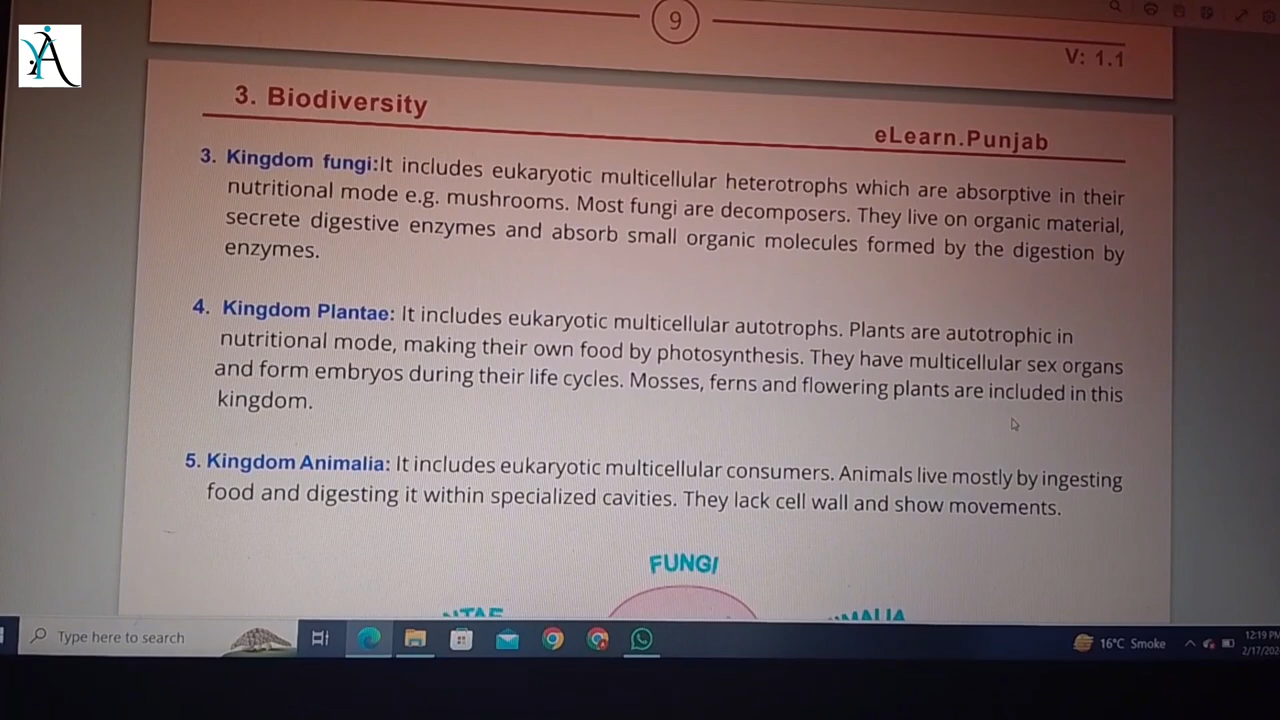 9
V: 1.1
3. Biodiversity
eLearn.Punjab
3. Kingdom fungi:It includes eukaryotic multicellular heterotrophs which are absorptive in their
nutritional mode e.g. mushrooms. Most fungi are decomposers. They live on organic material,
secrete digestive enzymes and absorb small organic molecules formed by the digestion by
enzymes.
4. Kingdom Plantae: It includes eukaryotic multicellular autotrophs. Plants are autotrophic in
nutritional mode, making their own food by photosynthesis. They have multicellular sex organs
and form embryos during their life cycles. Mosses, ferns and flowering plants are included in this
kingdom.
5. Kingdom Animalia: It includes eukaryotic multicellular consumers. Animals live mostly by ingesting
food and digesting it within specialized cavities. They lack cell wall and show movements.
FUNGI
Type here to search
16°C Smoke
12:19 PM